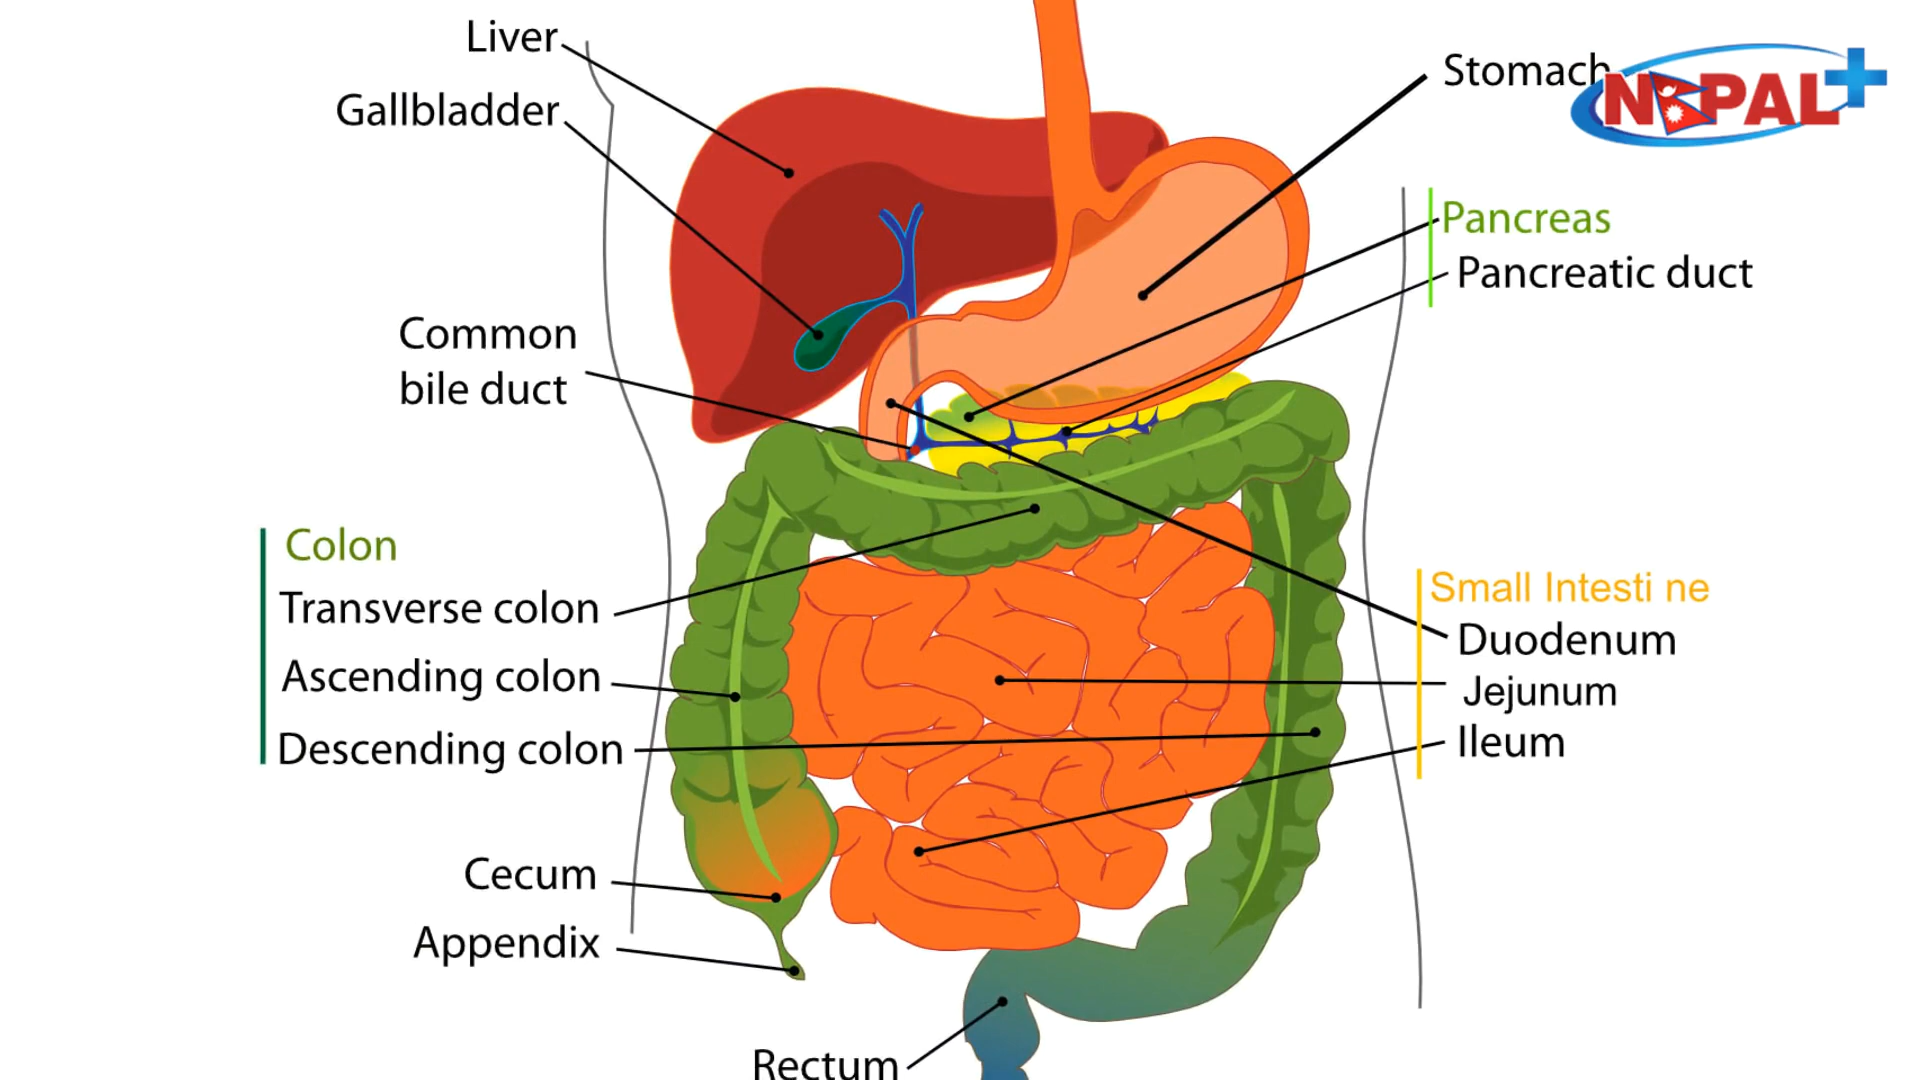 Liver
Gallbladder
Common
bile duct
Colon
Transverse colon
Ascending colon
Descending colon
Cecum
Appendix
Rectum
Stomach
NEPAL+
Pancreas
Pancreatic duct
Small Intesti ne
Duodenum
Jejunum
Ileum